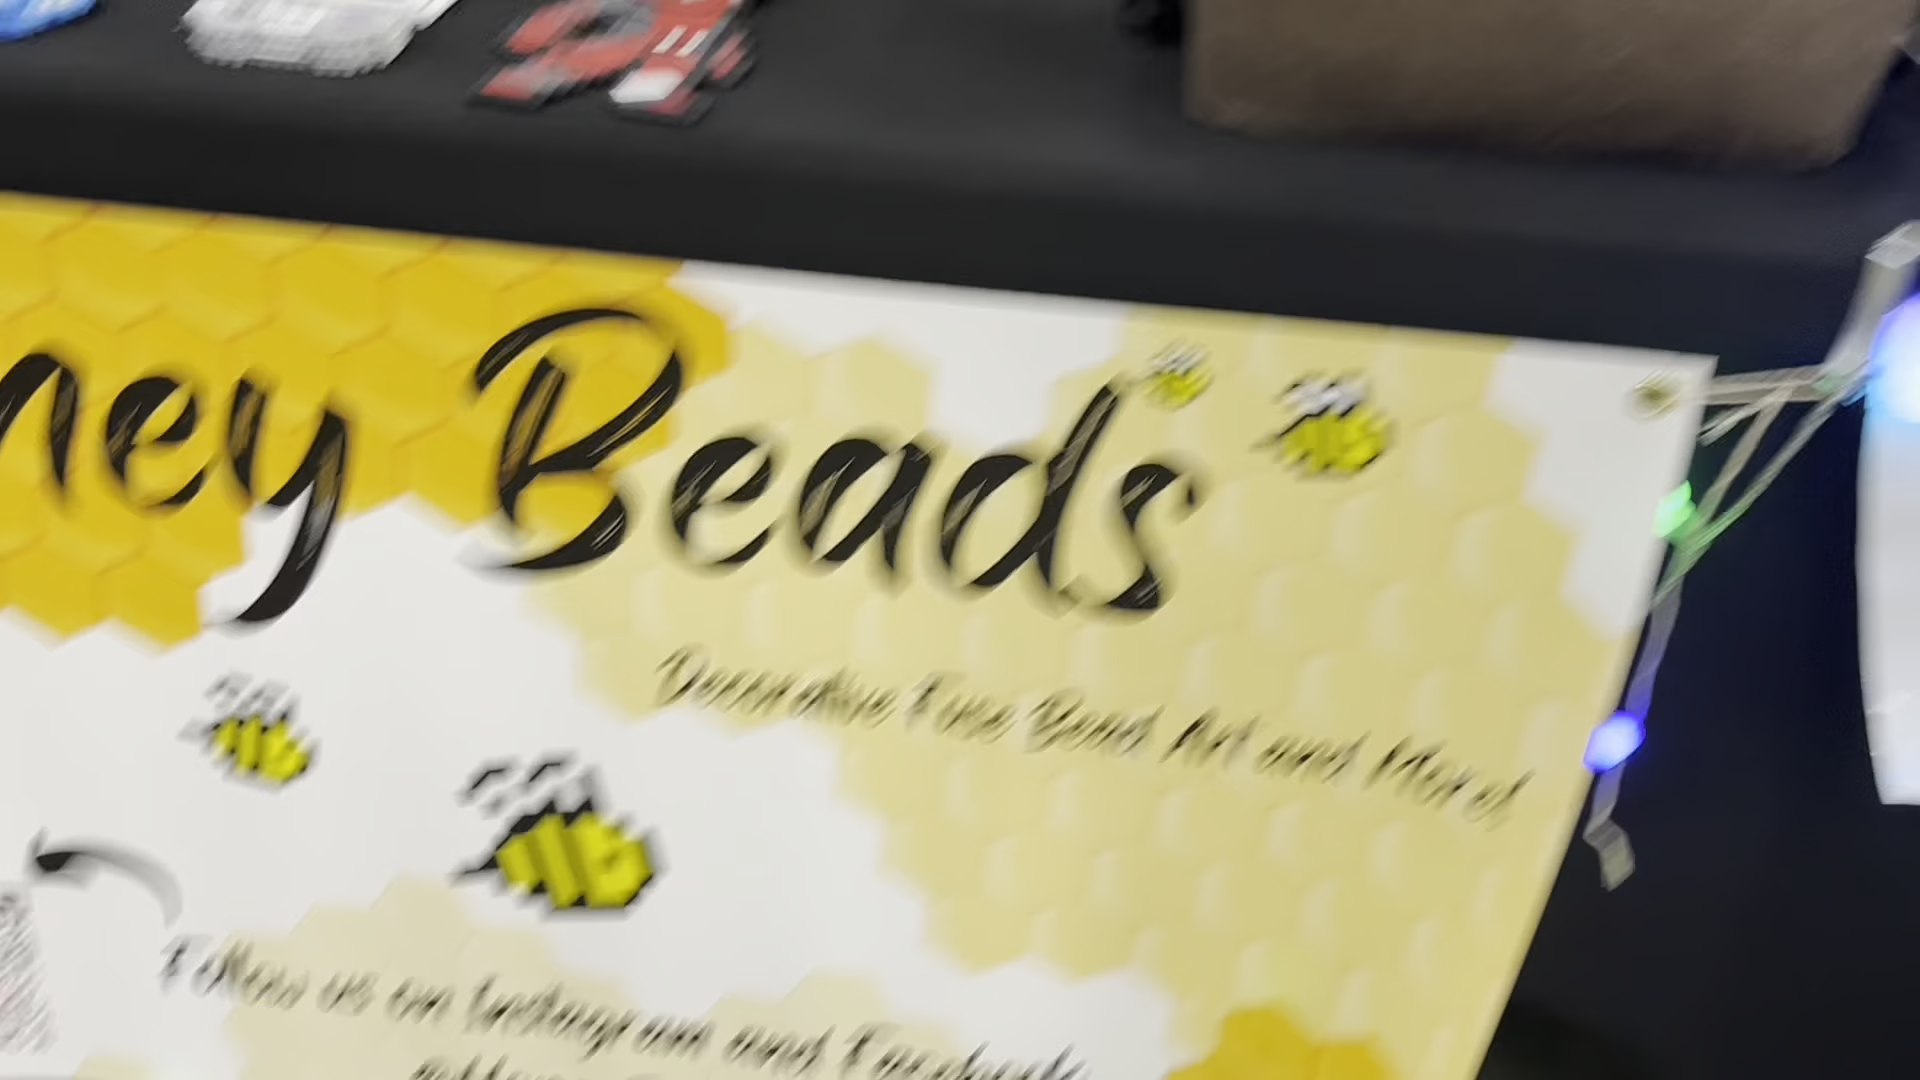 ney Beads
Decorative Fuse Bead Art and More!
Follow us on Instagram and Facebook